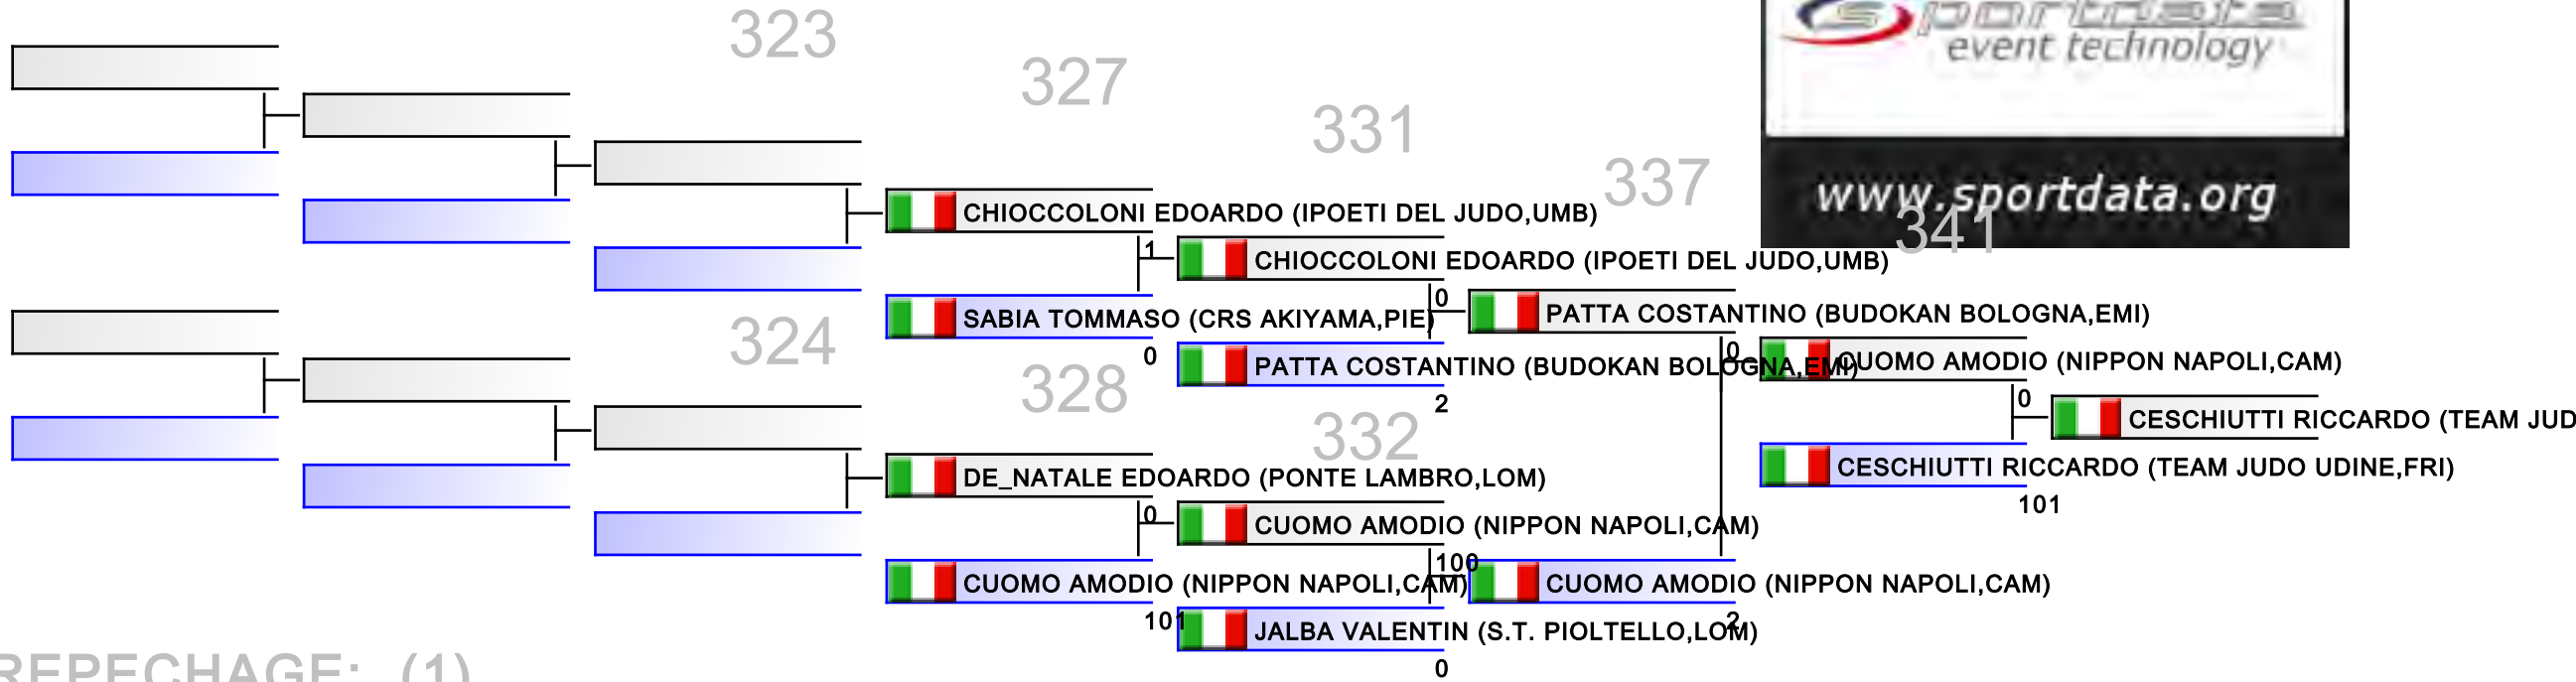 sportdata
event technology
www.sportdata.org
323
327
331
337
341
CHIOCCOLONI EDOARDO (IPOETI DEL JUDO,UMB)
1
CHIOCCOLONI EDOARDO (IPOETI DEL JUDO,UMB)
0
SABIA TOMMASO (CRS AKIYAMA,PIE)
0
PATTA COSTANTINO (BUDOKAN BOLOGNA,EMI)
0
PATTA COSTANTINO (BUDOKAN BOLOGNA,EMI)
2
CUOMO AMODIO (NIPPON NAPOLI,CAM)
0
CESCHIUTTI RICCARDO (TEAM JUD
CESCHIUTTI RICCARDO (TEAM JUDO UDINE,FRI)
101
324
328
332
DE_NATALE EDOARDO (PONTE LAMBRO,LOM)
0
CUOMO AMODIO (NIPPON NAPOLI,CAM)
100
CUOMO AMODIO (NIPPON NAPOLI,CAM)
101
CUOMO AMODIO (NIPPON NAPOLI,CAM)
2
JALBA VALENTIN (S.T. PIOLTELLO,LOM)
0
REPECHAGE: (1)